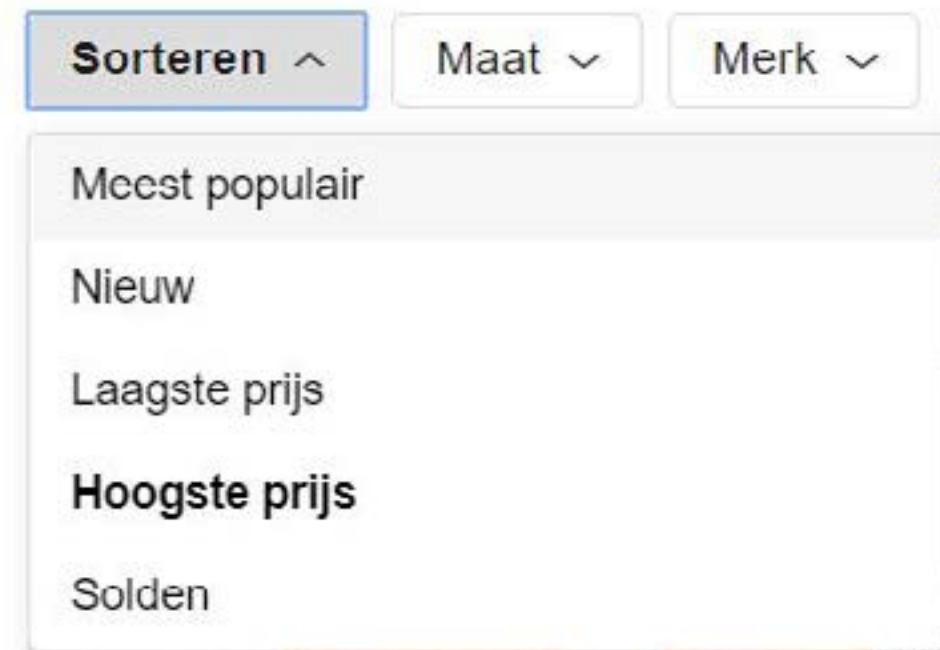 Sorteren Maat Merk
Meest populair
Nieuw
Laagste prijs
Hoogste prijs
Solden